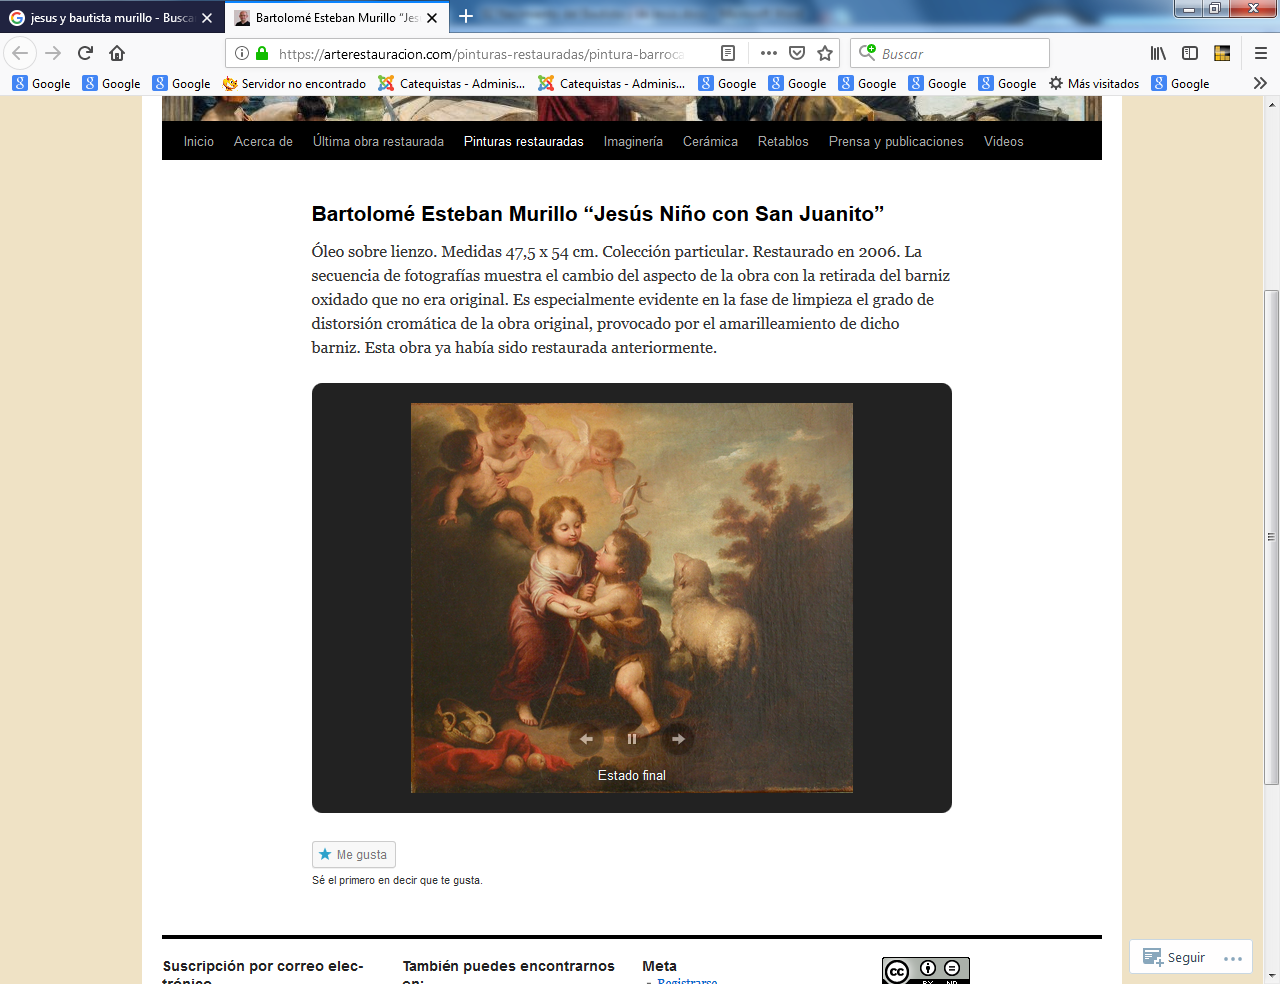 jesus y bautista murillo - Busca
Bartolomé Esteban Murillo “Jes
https://arterestauracion.com/pinturas-restauradas/pintura-barroca
Buscar
Google
Google
Google
Servidor no encontrado
Catequistas - Adminis...
Catequistas - Adminis...
Google
Google
Google
Google
Google
Más visitados
Google
Inicio
Acerca de
Última obra restaurada
Pinturas restauradas
Imaginería
Cerámica
Retablos
Prensa y publicaciones
Videos
Bartolomé Esteban Murillo “Jesús Niño con San Juanito”
Óleo sobre lienzo. Medidas 47,5 x 54 cm. Colección particular. Restaurado en 2006. La
secuencia de fotografías muestra el cambio del aspecto de la obra con la retirada del barniz
oxidado que no era original. Es especialmente evidente en la fase de limpieza el grado de
distorsión cromática de la obra original, provocado por el amarilleamiento de dicho
barniz. Esta obra ya había sido restaurada anteriormente.
Estado final
Me gusta
Sé el primero en decir que te gusta.
Suscripción por correo elec-
trónico
También puedes encontrarnos
en:
Meta
Registrarse
cc
BY ND
Seguir